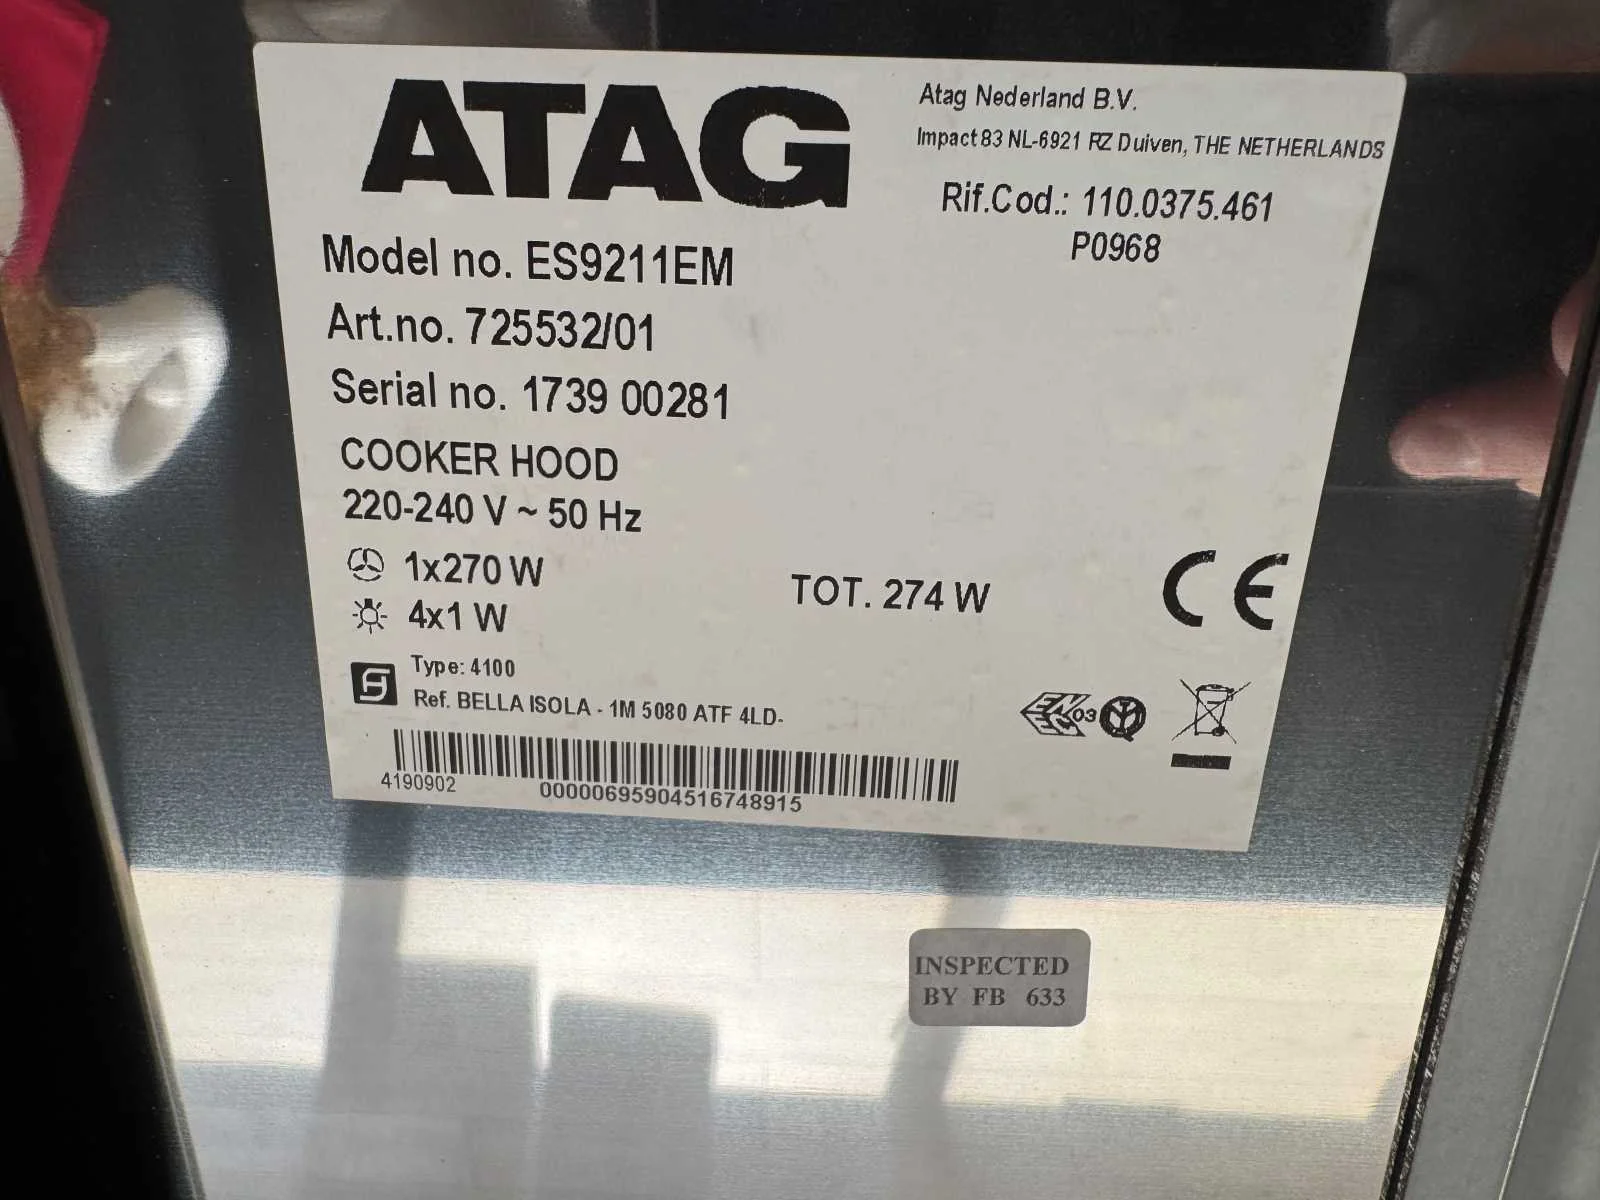 ATAG
Atag Nederland B.V.
Impact 83 NL-6921 RZ Duiven, THE NETHERLANDS
Rif.Cod.: 110.0375.461
P0968
Model no. ES9211EM
Art.no. 725532/01
Serial no. 1739 00281
COOKER HOOD
220-240 V ~ 50 Hz
1x270 W
4x1 W
TOT. 274 W
CE
Type: 4100
Ref. BELLA ISOLA - 1M 5080 ATF 4LD-
ENEC 03
4190902
00000695904516748915
INSPECTED
BY FB 633